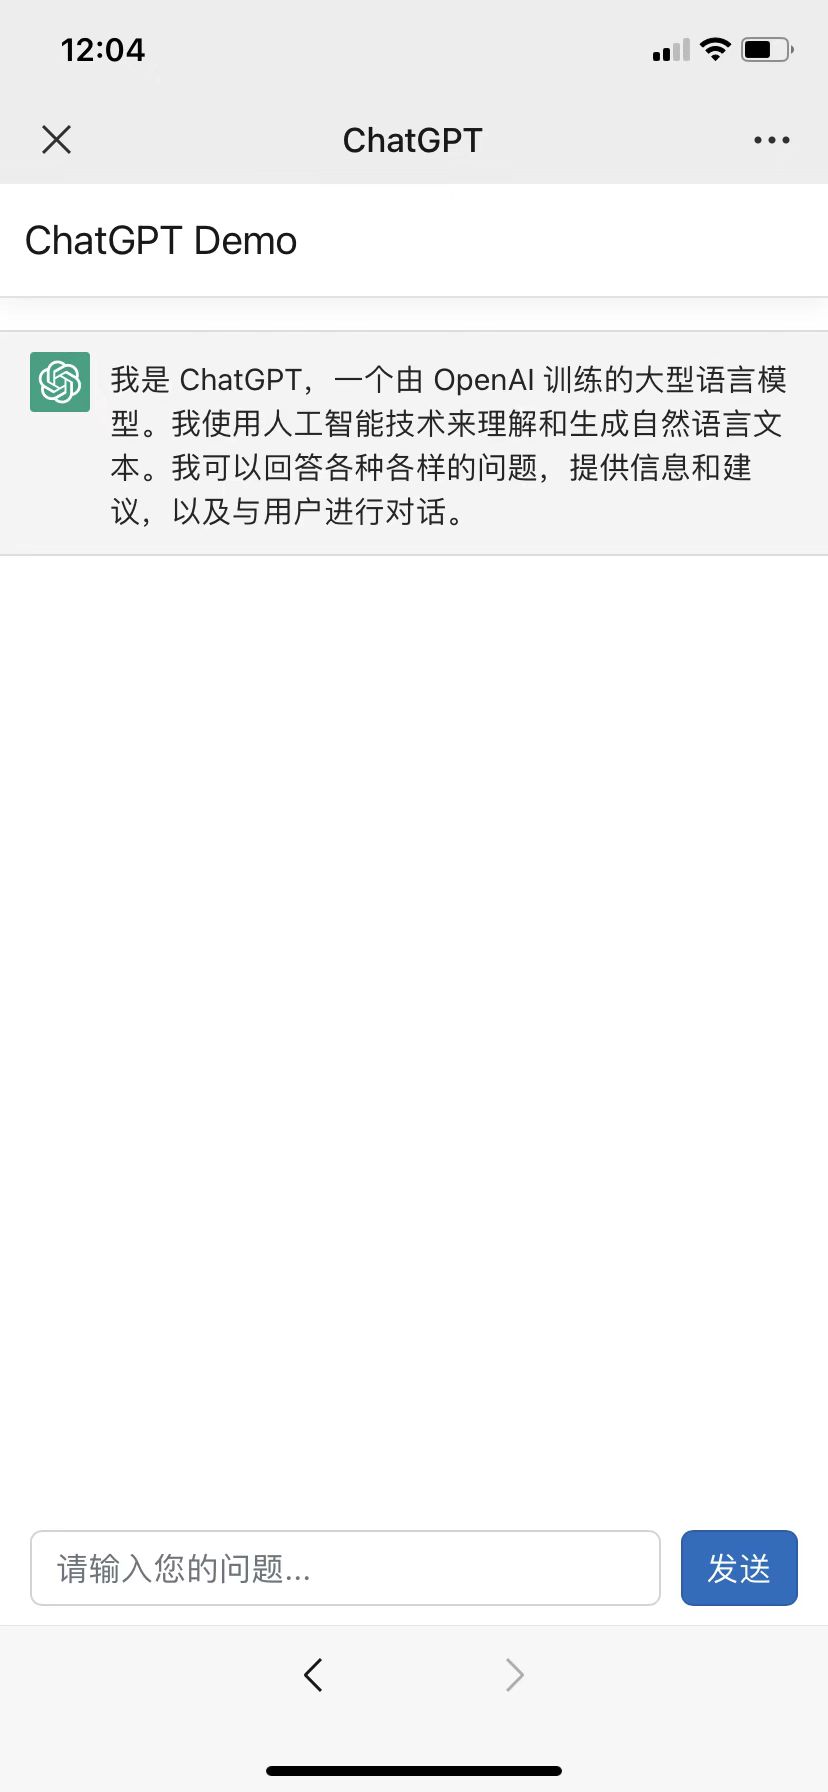 12:04
ChatGPT
ChatGPT Demo
我是 ChatGPT，一个由 OpenAI 训练的大型语言模
型。我使用人工智能技术来理解和生成自然语言文
本。我可以回答各种各样的问题，提供信息和建
议，以及与用户进行对话。
请输入您的问题...
发送